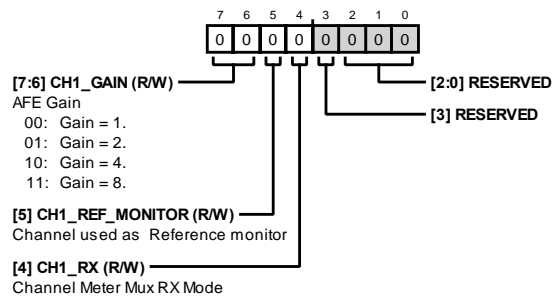 7 6 5 4 3 2 1 0
0 0 0 0 0 0 0 0
[7:6] CH1_GAIN (R/W)
AFE Gain
00: Gain = 1.
01: Gain = 2.
10: Gain = 4.
11: Gain = 8.
[5] CH1_REF_MONITOR (R/W)
Channel used as Reference monitor
[4] CH1_RX (R/W)
Channel Meter Mux RX Mode
[2:0] RESERVED
[3] RESERVED